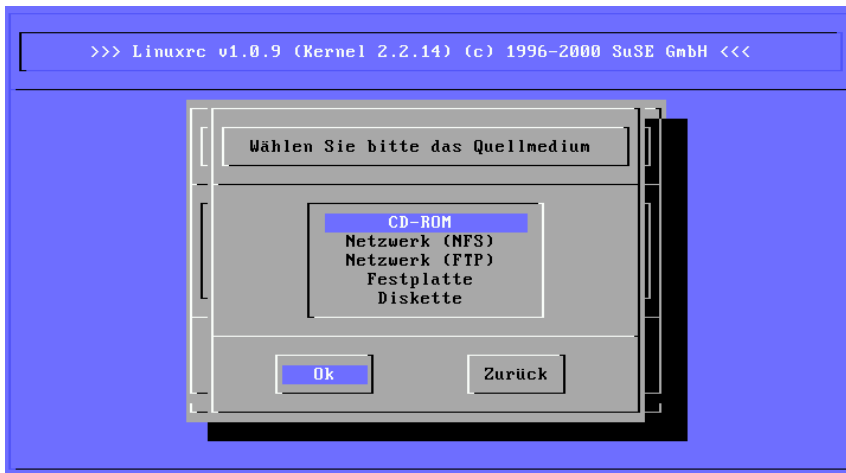 >>> Linuxrc v1.0.9 (Kernel 2.2.14) (c) 1996-2000 SuSE GmbH <<<
Wählen Sie bitte das Quellmedium
CD-ROM
Netzwerk (NFS)
Netzwerk (FTP)
Festplatte
Diskette
Ok
Zurück